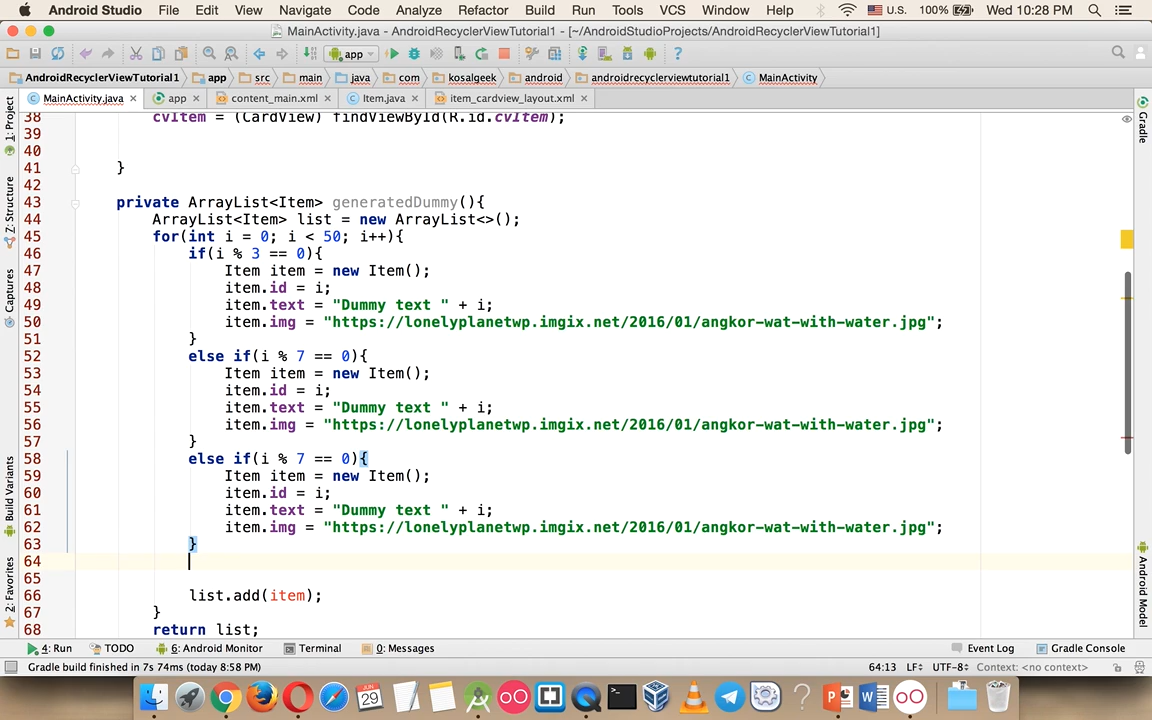 Android Studio File Edit View Navigate Code Analyze Refactor Build Run Tools VCS Window Help U.S. 100% Wed 10:28 PM
MainActivity.java - AndroidRecyclerViewTutorial1 - [~/AndroidStudioProjects/AndroidRecyclerViewTutorial1]
app
AndroidRecyclerViewTutorial1 app src main java com kosalgeek android androidrecyclerviewtutorial1 MainActivity
MainActivity.java app content_main.xml Item.java item_cardview_layout.xml
1: Project
Z: Structure
Captures
Build Variants
2: Favorites
38 cvItem = (CardView) findViewById(R.id.cvItem);
39
40
41 }
42
43 private ArrayList<Item> generatedDummy(){
44 ArrayList<Item> list = new ArrayList<>();
45 for(int i = 0; i < 50; i++){
46 if(i % 3 == 0){
47 Item item = new Item();
48 item.id = i;
49 item.text = "Dummy text " + i;
50 item.img = "https://lonelyplanetwp.imgix.net/2016/01/angkor-wat-with-water.jpg";
51 }
52 else if(i % 7 == 0){
53 Item item = new Item();
54 item.id = i;
55 item.text = "Dummy text " + i;
56 item.img = "https://lonelyplanetwp.imgix.net/2016/01/angkor-wat-with-water.jpg";
57 }
58 else if(i % 7 == 0){
59 Item item = new Item();
60 item.id = i;
61 item.text = "Dummy text " + i;
62 item.img = "https://lonelyplanetwp.imgix.net/2016/01/angkor-wat-with-water.jpg";
63 }
64
65
66 list.add(item);
67 }
68 return list;
Gradle
Android Model
4: Run TODO 6: Android Monitor Terminal 0: Messages Event Log Gradle Console
Gradle build finished in 7s 74ms (today 8:58 PM) 64:13 LF UTF-8 Context: <no context>
JUN
29